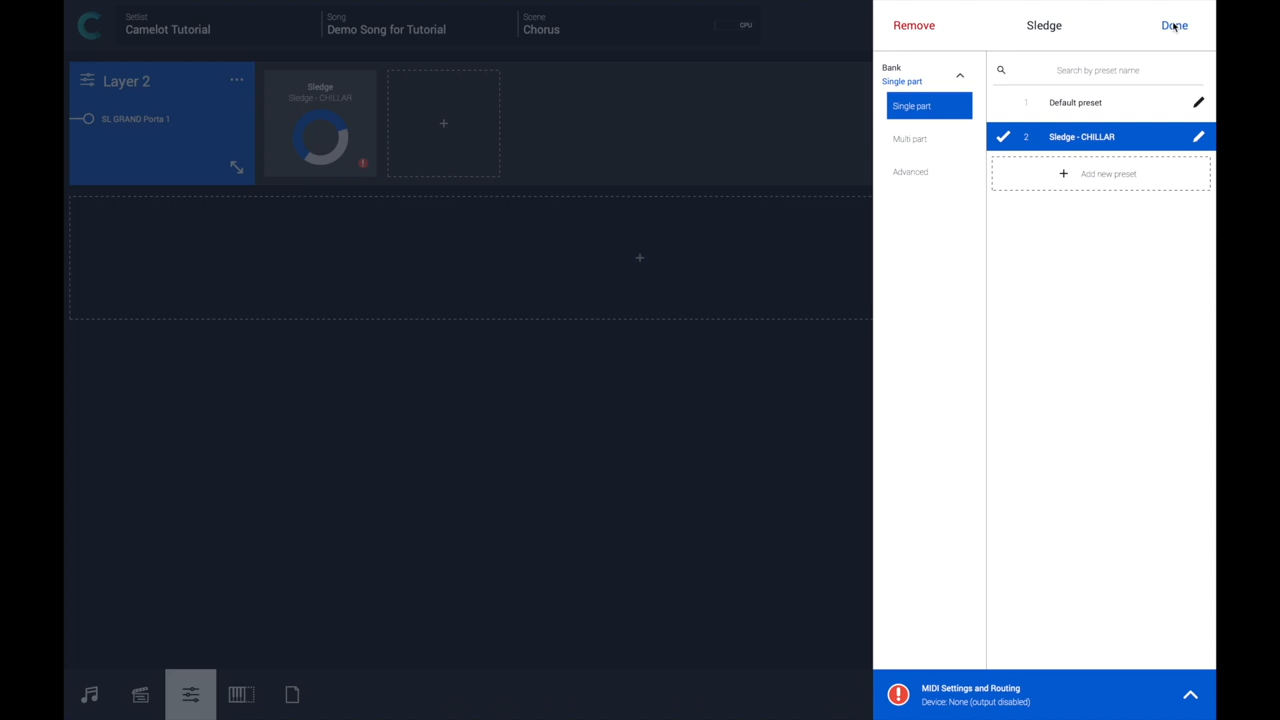 Setlist
Camelot Tutorial
Song
Demo Song for Tutorial
Scene
Chorus
CPU
Layer 2
SL GRAND Porta 1
Sledge
Sledge - CHILLAR
Remove
Sledge
Done
Bank
Single part
Single part
Multi part
Advanced
Search by preset name
1 Default preset
2 Sledge - CHILLAR
Add new preset
MIDI Settings and Routing
Device: None (output disabled)